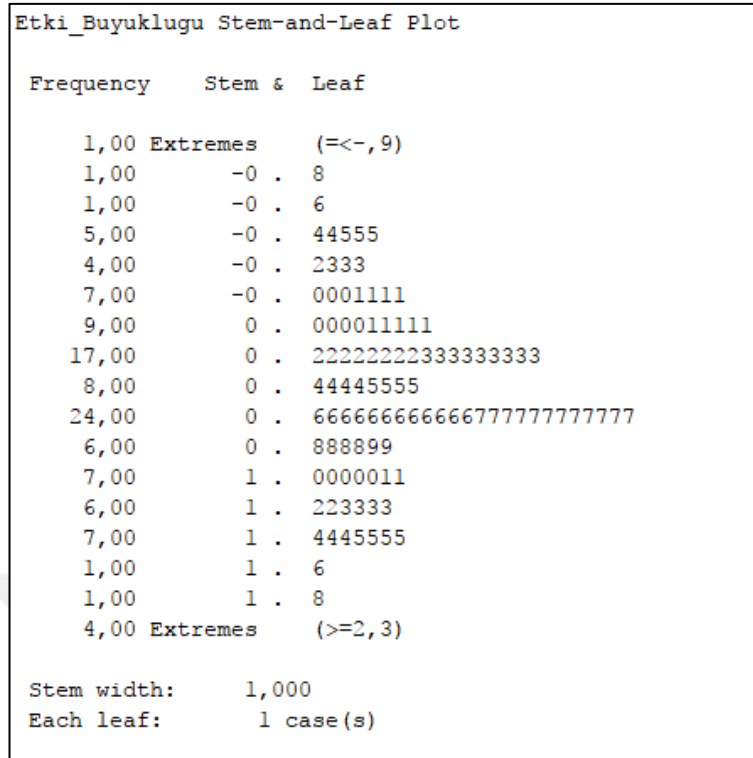 Etki_Buyuklugu Stem-and-Leaf Plot
Frequency Stem & Leaf
1,00 Extremes (=<-,9)
1,00 -0 . 8
1,00 -0 . 6
5,00 -0 . 44555
4,00 -0 . 2333
7,00 -0 . 0001111
9,00 0 . 000011111
17,00 0 . 22222222333333333
8,00 0 . 44445555
24,00 0 . 666666666666677777777777
6,00 0 . 888899
7,00 1 . 0000011
6,00 1 . 223333
7,00 1 . 4445555
1,00 1 . 6
1,00 1 . 8
4,00 Extremes (>=2,3)
Stem width: 1,000
Each leaf: 1 case(s)